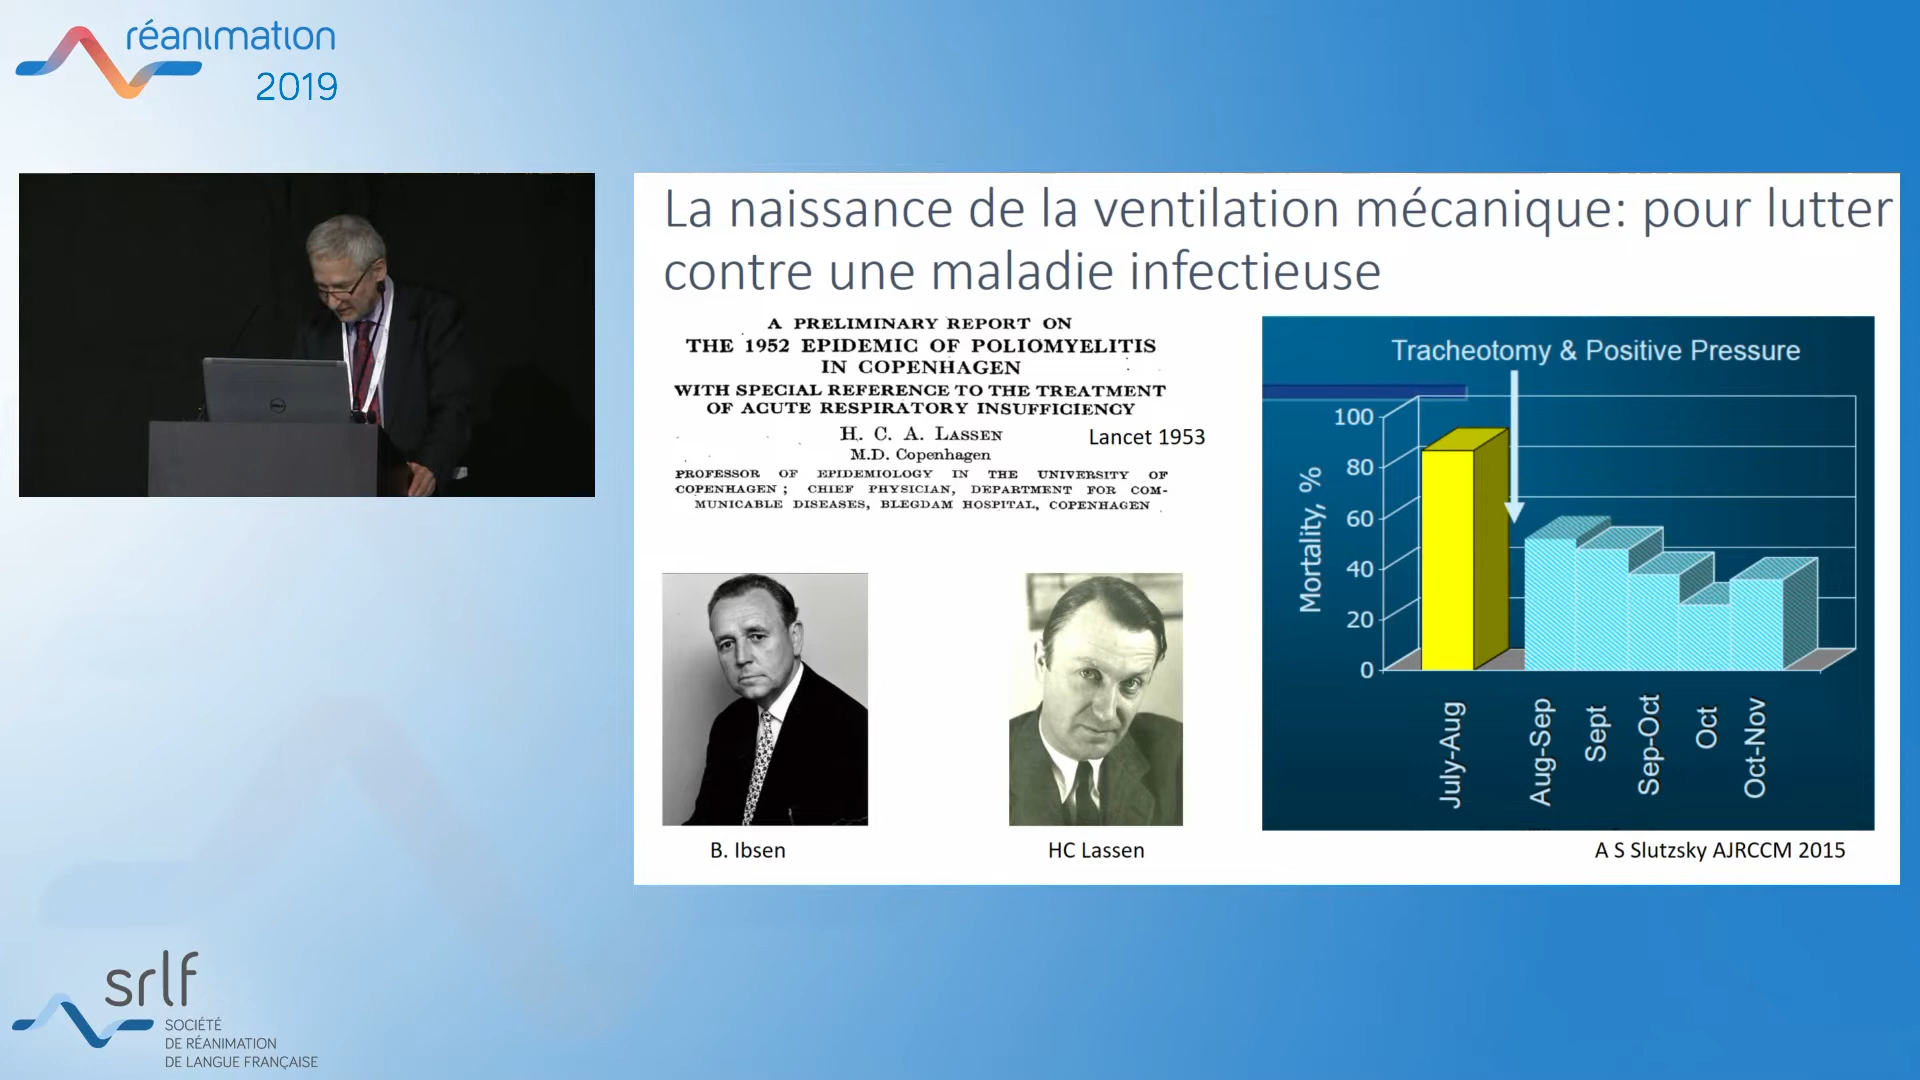 réanimation
2019
La naissance de la ventilation mécanique: pour lutter
contre une maladie infectieuse
A PRELIMINARY REPORT ON
THE 1952 EPIDEMIC OF POLIOMYELITIS
IN COPENHAGEN
WITH SPECIAL REFERENCE TO THE TREATMENT
OF ACUTE RESPIRATORY INSUFFICIENCY
H. C. A. LASSEN
Lancet 1953
M.D. Copenhagen
PROFESSOR OF EPIDEMIOLOGY IN THE UNIVERSITY OF
COPENHAGEN ; CHIEF PHYSICIAN, DEPARTMENT FOR COM-
MUNICABLE DISEASES, BLEGDAM HOSPITAL, COPENHAGEN
B. Ibsen
HC Lassen
Tracheotomy & Positive Pressure
Mortality, %
100
80
60
40
20
0
July-Aug
Aug-Sep
Sept
Sep-Oct
Oct
Oct-Nov
A S Slutzsky AJRCCM 2015
DELL
srlf
SOCIÉTÉ
DE RÉANIMATION
DE LANGUE FRANÇAISE